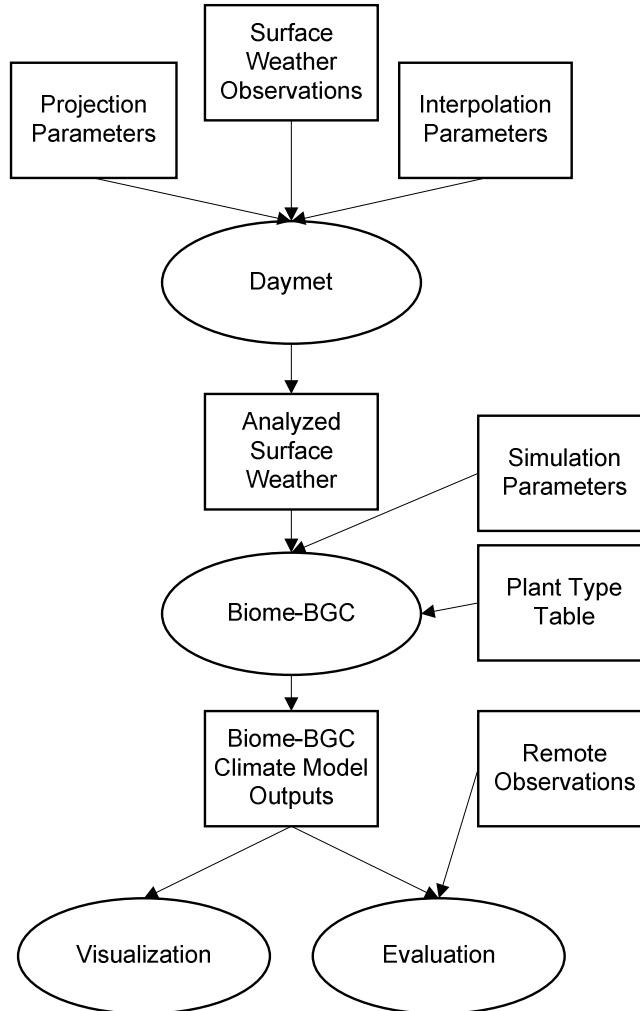 Surface
Weather
Observations
Projection
Parameters
Interpolation
Parameters
Daymet
Analyzed
Surface
Weather
Simulation
Parameters
Plant Type
Table
Biome-BGC
Biome-BGC
Climate Model
Outputs
Remote
Observations
Visualization
Evaluation